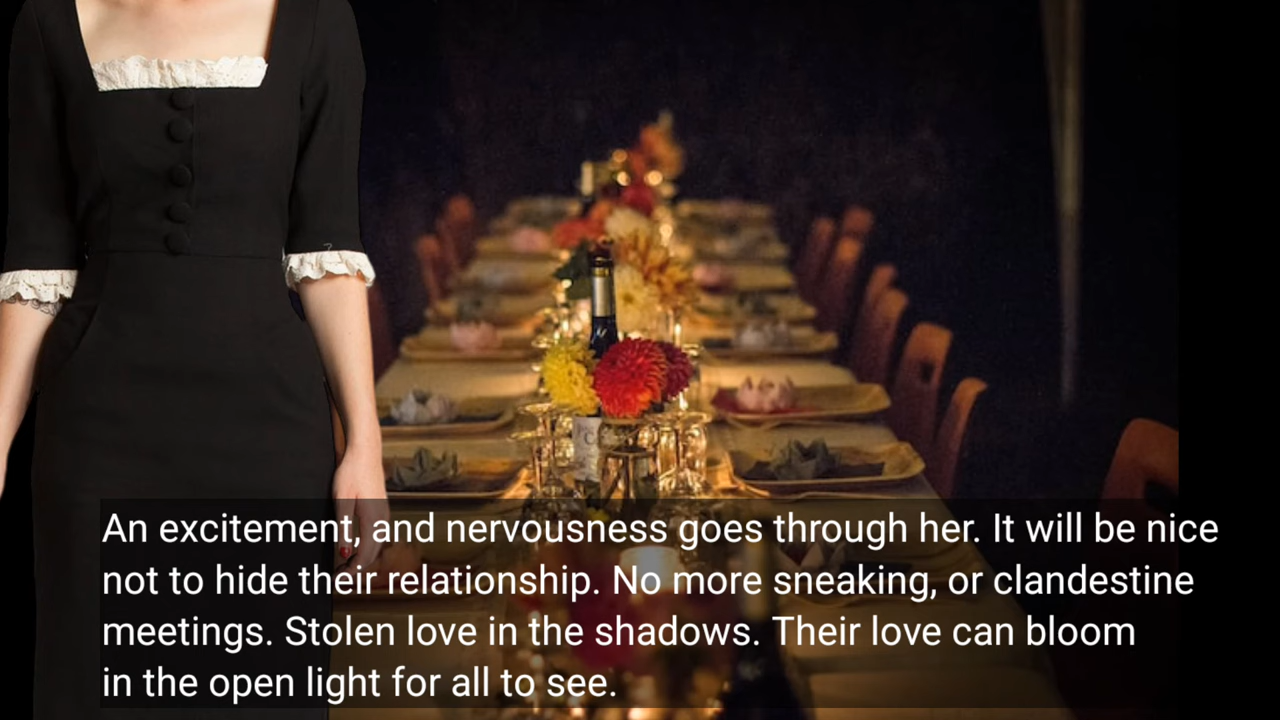 An excitement, and nervousness goes through her. It will be nice
not to hide their relationship. No more sneaking, or clandestine
meetings. Stolen love in the shadows. Their love can bloom
in the open light for all to see.